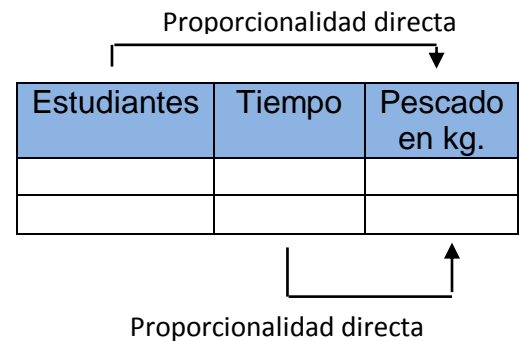 Proporcionalidad directa
Estudiantes Tiempo Pescado
en kg.
Proporcionalidad directa